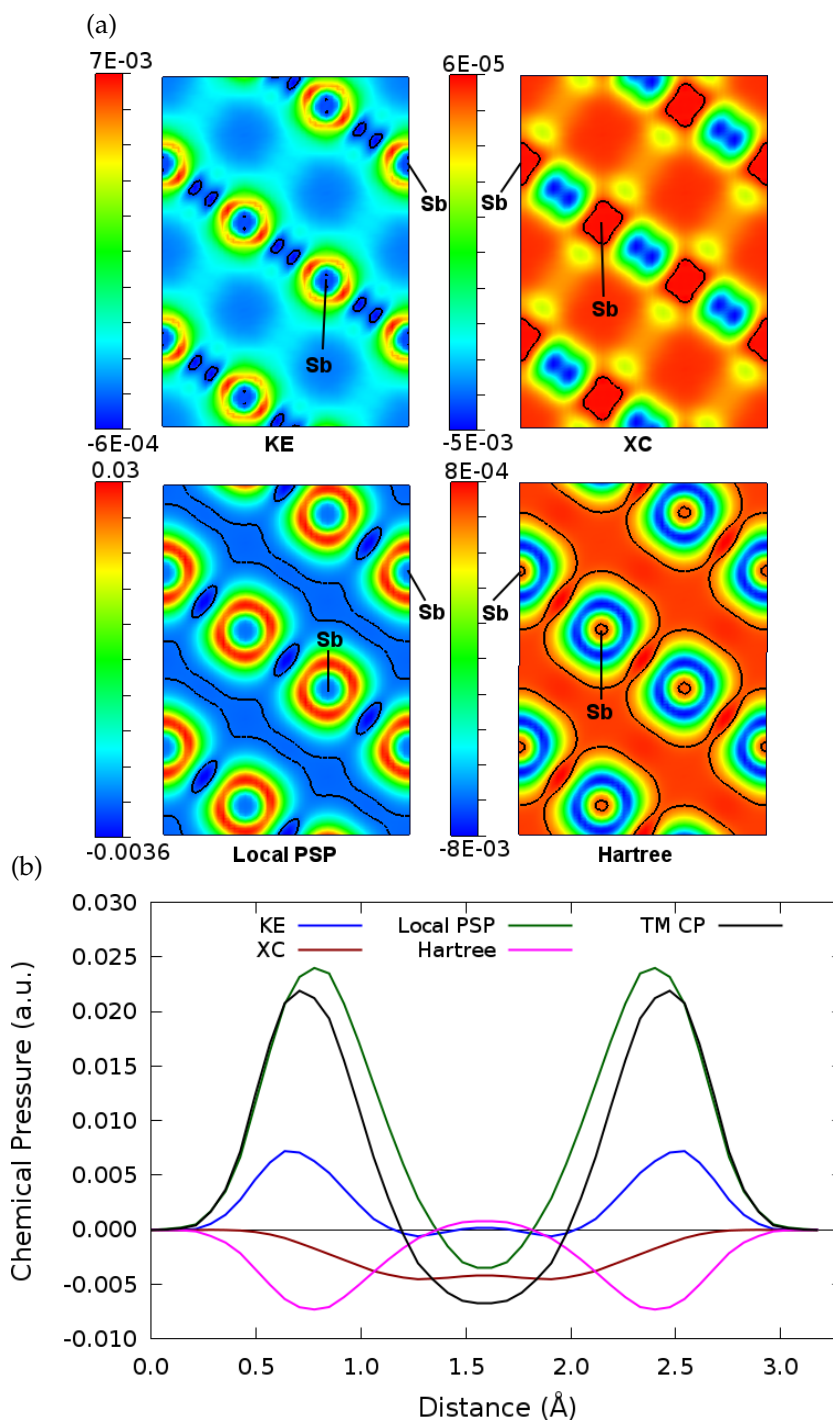 (a)
7E-03
6E-05
Sb
Sb
Sb
Sb
-6E-04
KE
-5E-03
XC
0.03
8E-04
Sb
Sb
Sb
Sb
-0.0036
Local PSP
-8E-03
Hartree
(b)
0.030
KE
Local PSP
TM CP
XC
Hartree
0.025
0.020
0.015
0.010
0.005
0.000
-0.005
-0.010
Chemical Pressure (a.u.)
0.0 0.5 1.0 1.5 2.0 2.5 3.0
Distance (Å)